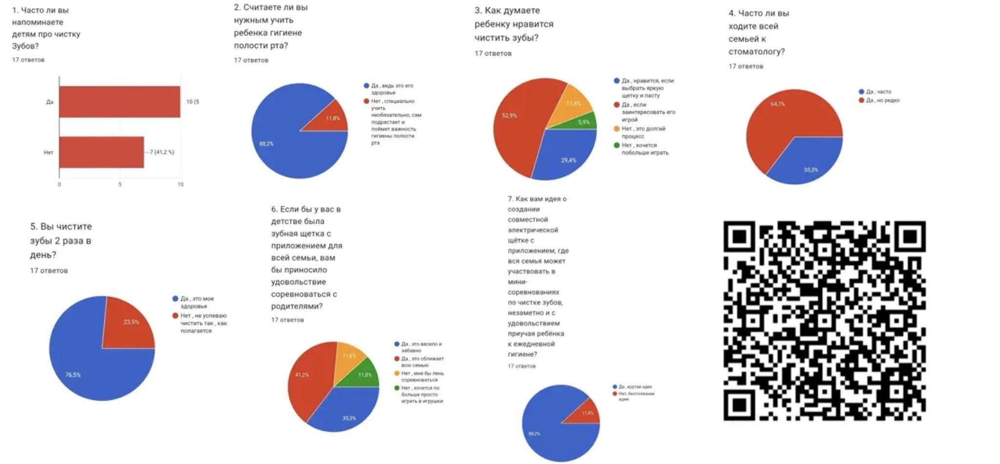 1. Часто ли вы
напоминаете
детям про чистку
Зубов?
17 ответов
Да
10 (5
Нет
7 (41,2 %)
0
5
10
2. Считаете ли вы
нужным учить
ребенка гигиене
полости рта?
17 ответов
88,2%
11,8%
Да , ведь это его
здоровье
Нет , специально
учить
необязательно, сам
подрастает и
поймет важность
гигиены полости
рта
3. Как думаете
ребенку нравится
чистить зубы?
17 ответов
52,9%
11,8%
5,9%
29,4%
Да , нравится, если
выбрать яркую
щетку и пасту
Да , если
заинтересовать его
игрой
Нет , это долгий
процесс
Нет , хочется
побольше играть
4. Часто ли вы
ходите всей
семьей к
стоматологу?
17 ответов
64,7%
35,3%
Да , часто
Да , но редко
5. Вы чистите
зубы 2 раза в
день?
17 ответов
23,5%
76,5%
Да , это мое
здоровье
Нет , не успеваю
чистить так , как
полагается
6. Если бы у вас в
детстве была
зубная щетка с
приложением для
всей семьи, вам
бы приносило
удовольствие
соревноваться с
родителями?
17 ответов
41,2%
11,8%
11,8%
35,3%
Да , это весело и
забавно
Да , это сближает
всю семью
Нет , мне бы лень
соревноваться
Нет , хочется по
больше просто
играть в игрушки
7. Как вам идея о
создании
совместной
электрической
щётке с
приложением, где
вся семья может
участвовать в
мини-
соревнованиях
по чистке зубов,
незаметно и с
удовольствием
приучая ребёнка
к ежедневной
гигиене?
17 ответов
11,8%
88,2%
Да , крутая идея
Нет, бесполезная
идея